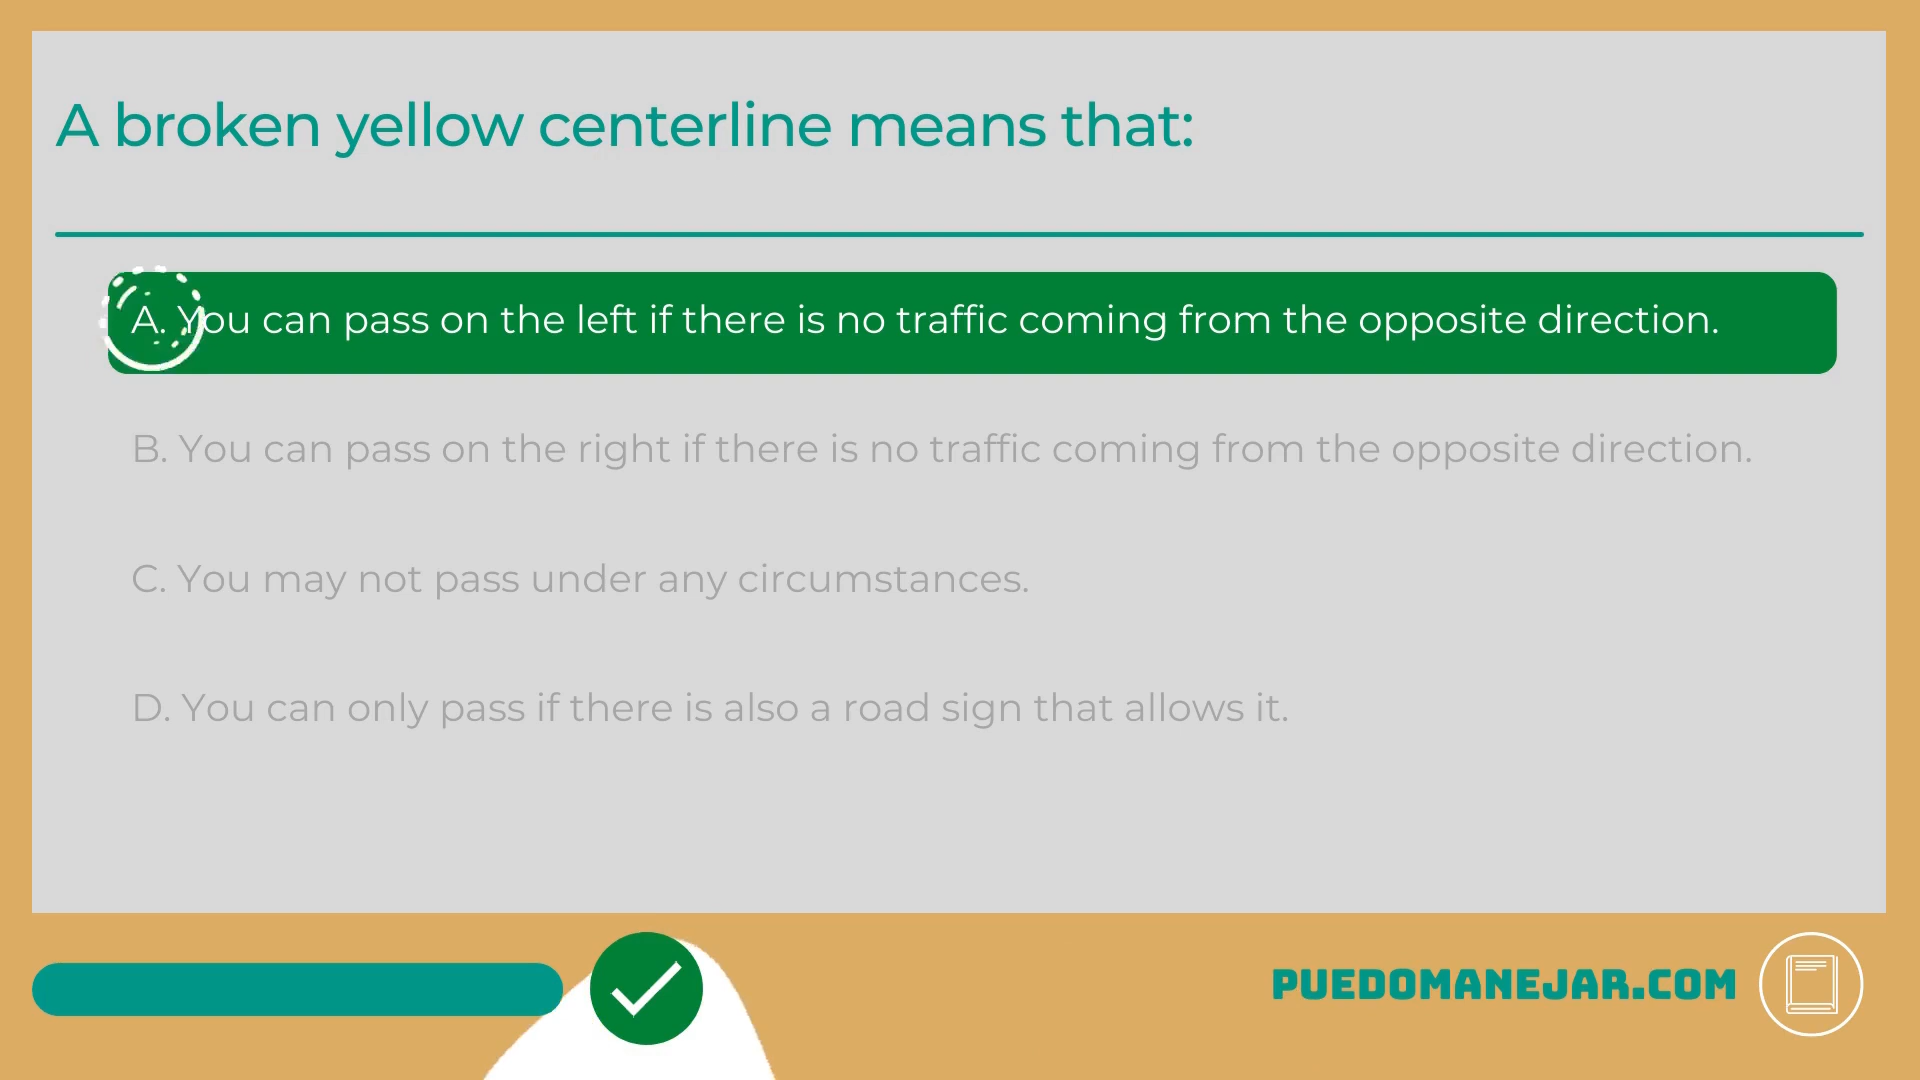 A broken yellow centerline means that:
A. You can pass on the left if there is no traffic coming from the opposite direction.
B. You can pass on the right if there is no traffic coming from the opposite direction.
C. You may not pass under any circumstances.
D. You can only pass if there is also a road sign that allows it.
PUEDOMANEJAR.COM